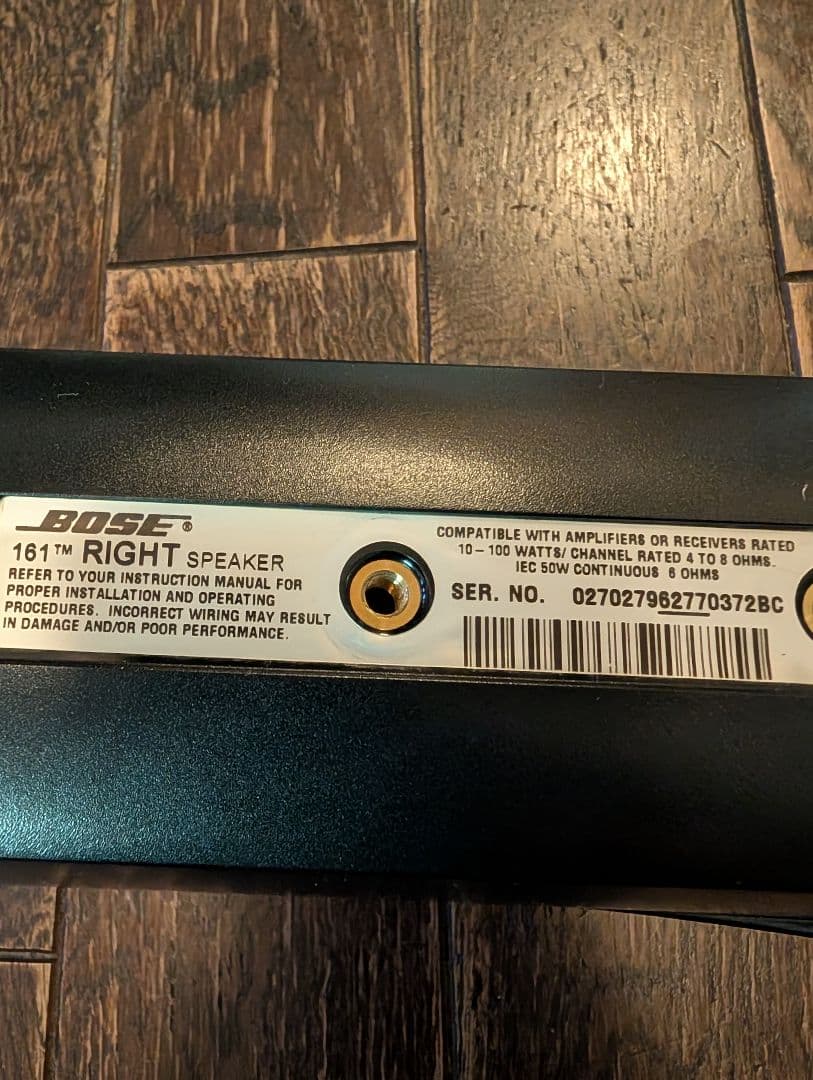 BOSE ®
161™ RIGHT SPEAKER
REFER TO YOUR INSTRUCTION MANUAL FOR
PROPER INSTALLATION AND OPERATING
PROCEDURES. INCORRECT WIRING MAY RESULT
IN DAMAGE AND/OR POOR PERFORMANCE.
COMPATIBLE WITH AMPLIFIERS OR RECEIVERS RATED
10 – 100 WATTS/ CHANNEL RATED 4 TO 8 OHMS.
IEC 50W CONTINUOUS 6 OHMS
SER. NO. 027027962770372BC